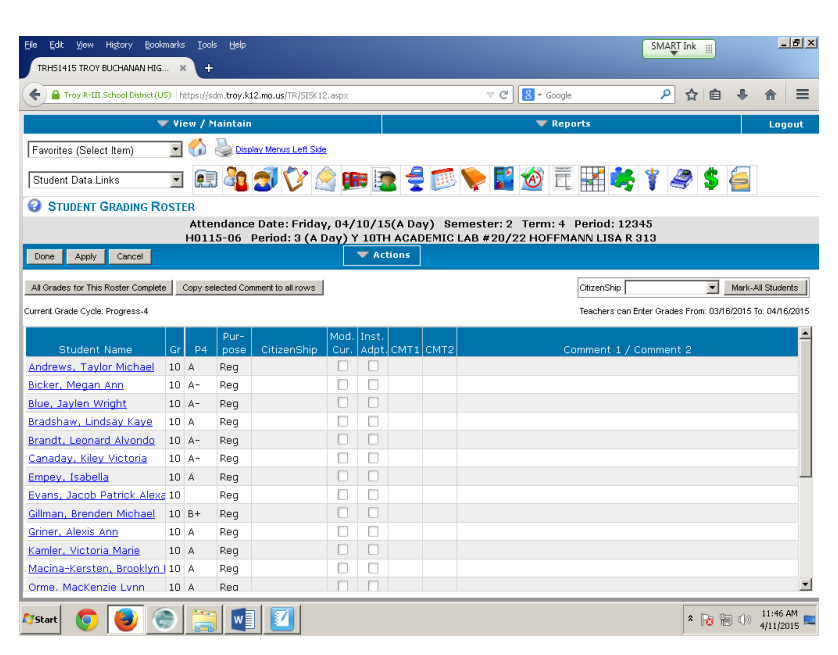 File Edit View History Bookmarks Tools Help
SMART Ink
TRHS1415 TROY BUCHANAN HIG... × +
Troy R-III School District (US) https://sdm.troy.k12.mo.us/TR/SISK12.aspx
Google
View / Maintain Reports Logout
Favorites (Select Item) Display Menus Left Side
Student Data Links
STUDENT GRADING ROSTER
Attendance Date: Friday, 04/10/15(A Day) Semester: 2 Term: 4 Period: 12345
H0115-06 Period: 3 (A Day) Y 10TH ACADEMIC LAB #20/22 HOFFMANN LISA R 313
Done Apply Cancel Actions
All Grades for This Roster Complete Copy selected Comment to all rows CitizenShip Mark-All Students
Current Grade Cycle: Progress-4 Teachers can Enter Grades From: 03/16/2015 To: 04/16/2015
Student Name Gr P4 Pur-pose CitizenShip Mod. Cur. Inst. Adpt. CMT1 CMT2 Comment 1 / Comment 2
Andrews, Taylor Michael 10 A Reg
Bicker, Megan Ann 10 A- Reg
Blue, Jaylen Wright 10 A- Reg
Bradshaw, Lindsay Kaye 10 A Reg
Brandt, Leonard Alvondo 10 A- Reg
Canaday, Kiley Victoria 10 A- Reg
Empey, Isabella 10 A Reg
Evans, Jacob Patrick Alexa 10 Reg
Gillman, Brenden Michael 10 B+ Reg
Griner, Alexis Ann 10 A Reg
Kamler, Victoria Marie 10 A Reg
Macina-Kersten, Brooklyn 10 A Reg
Orme, MacKenzie Lynn 10 A Reg
Start 11:46 AM
4/11/2015